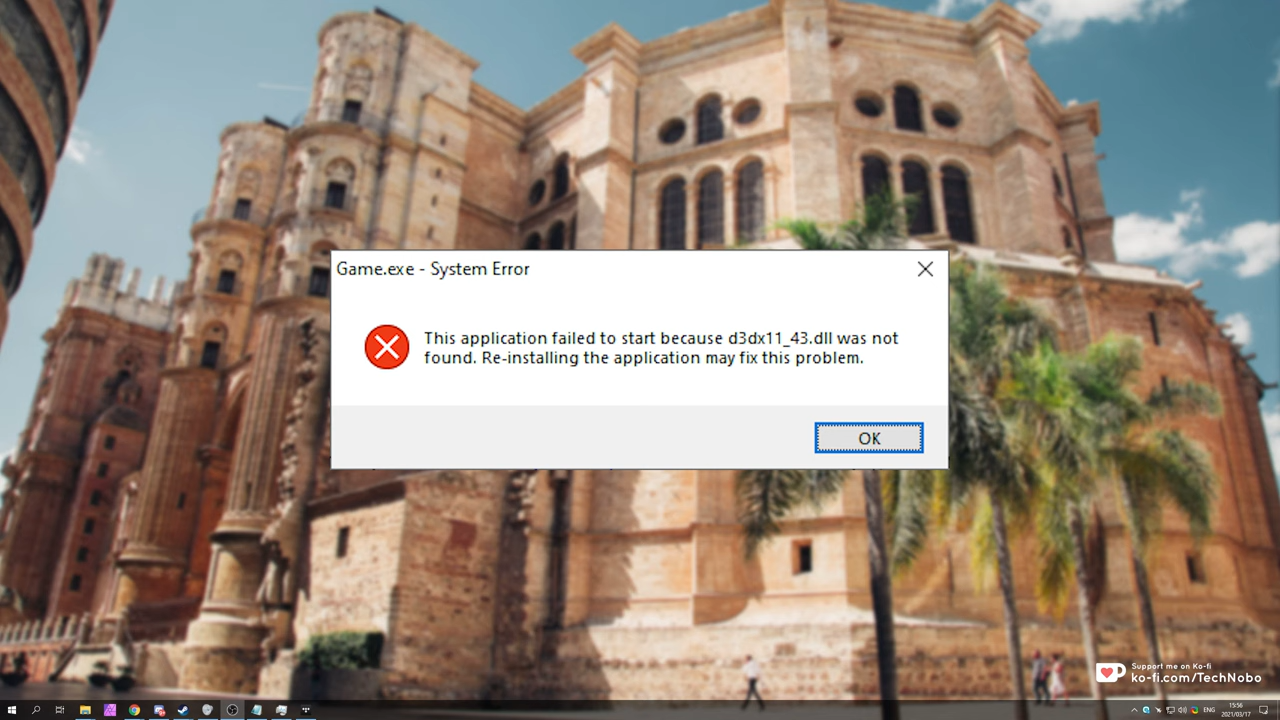 Game.exe - System Error
This application failed to start because d3dx11_43.dll was not
found. Re-installing the application may fix this problem.
OK
Support me on Ko-fi
ko-fi.com/TechNobo
ENG
15:56
2021/03/17